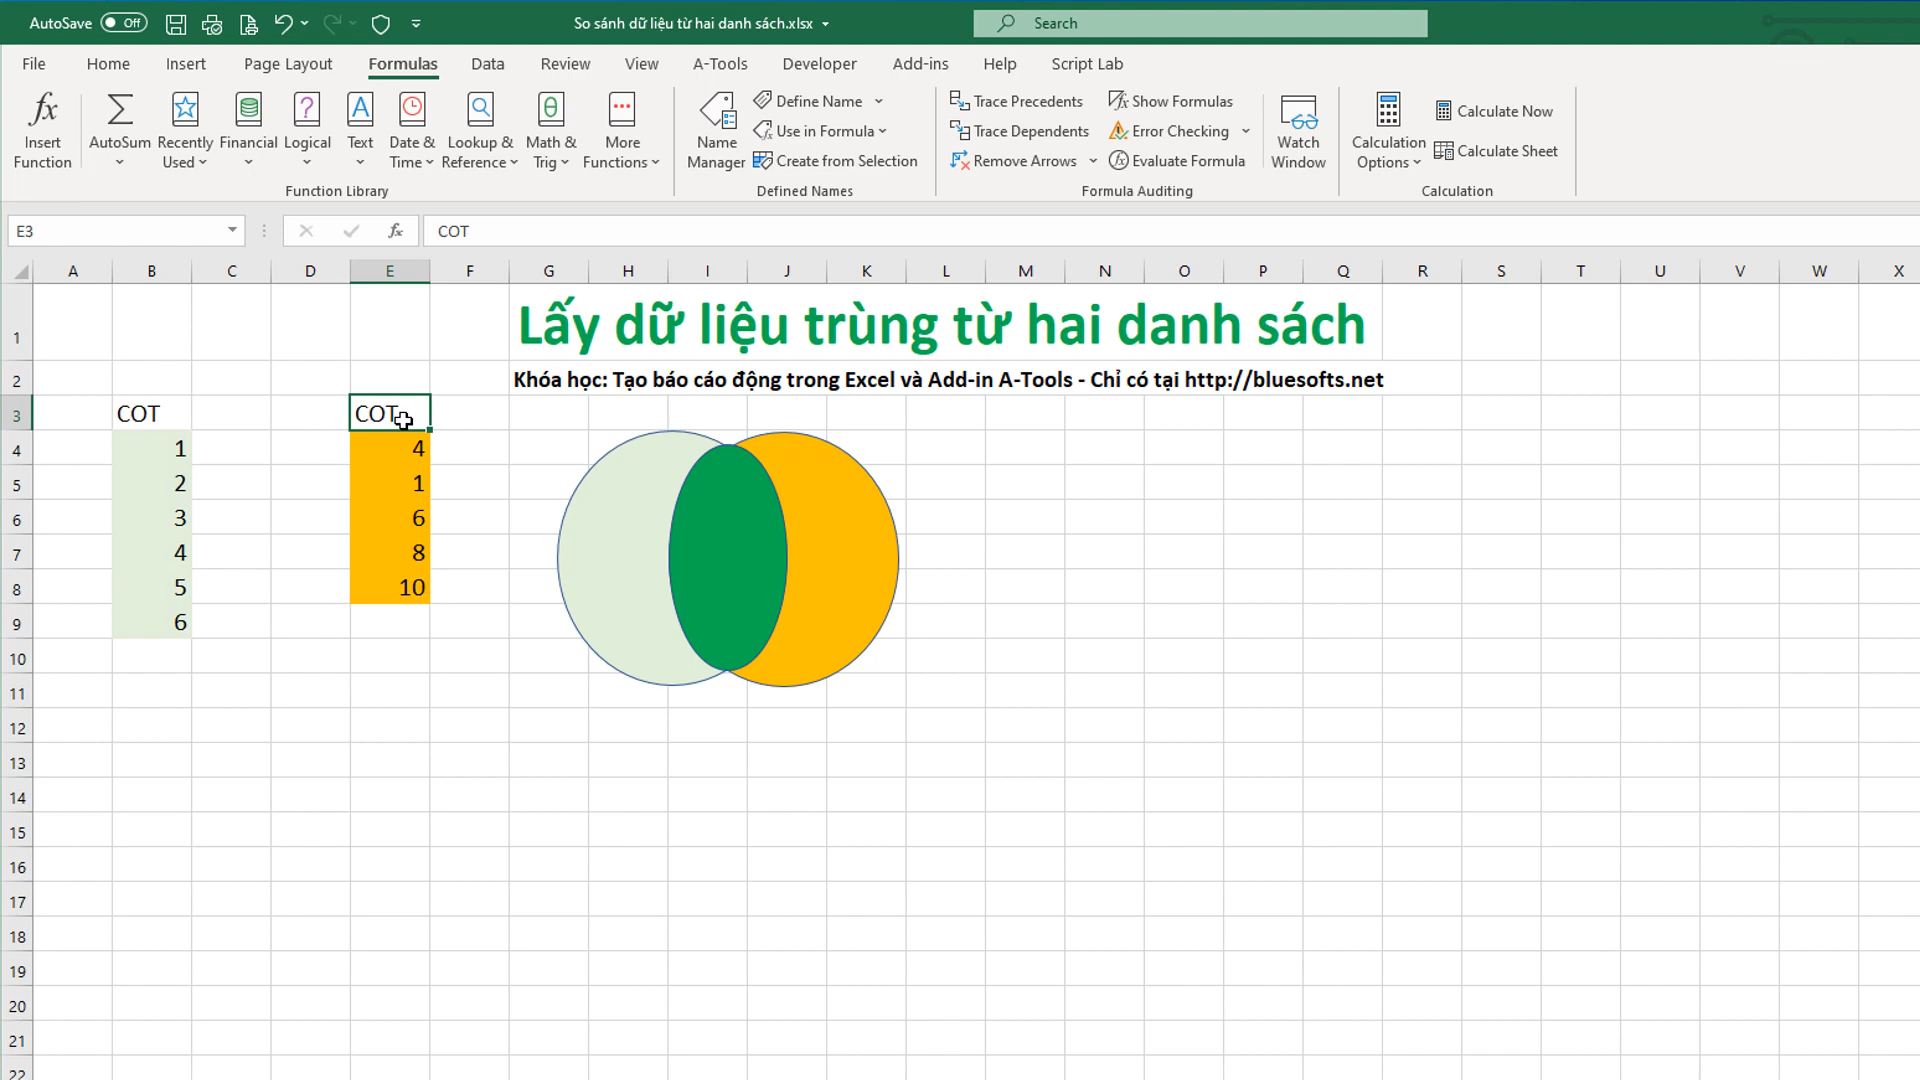 AutoSave Off So sánh dữ liệu từ hai danh sách.xlsx Search
File Home Insert Page Layout Formulas Data Review View A-Tools Developer Add-ins Help Script Lab
Insert Function
AutoSum
Recently Used
Financial
Logical
Text
Date & Time
Lookup & Reference
Math & Trig
More Functions
Function Library
Name Manager
Define Name
Use in Formula
Create from Selection
Defined Names
Trace Precedents
Trace Dependents
Remove Arrows
Show Formulas
Error Checking
Evaluate Formula
Formula Auditing
Watch Window
Calculation Options
Calculate Now
Calculate Sheet
Calculation
E3 fx COT
A B C D E F G H I J K L M N O P Q R S T U V W X
1 Lấy dữ liệu trùng từ hai danh sách
2 Khóa học: Tạo báo cáo động trong Excel và Add-in A-Tools - Chỉ có tại http://bluesofts.net
3 COT COT
4 1 4
5 2 1
6 3 6
7 4 8
8 5 10
9 6
10
11
12
13
14
15
16
17
18
19
20
21
22